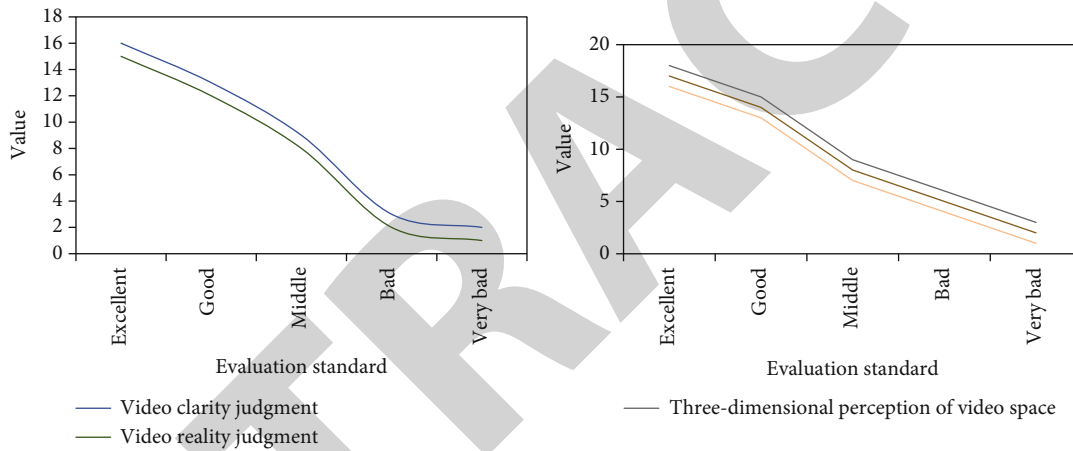 18
16
14
12
10
8
6
4
2
0
Value
Excellent
Good
Middle
Bad
Very bad
Evaluation standard
Video clarity judgment
Video reality judgment
20
15
10
5
0
Value
Excellent
Good
Middle
Bad
Very bad
Evaluation standard
Three-dimensional perception of video space
TRAC